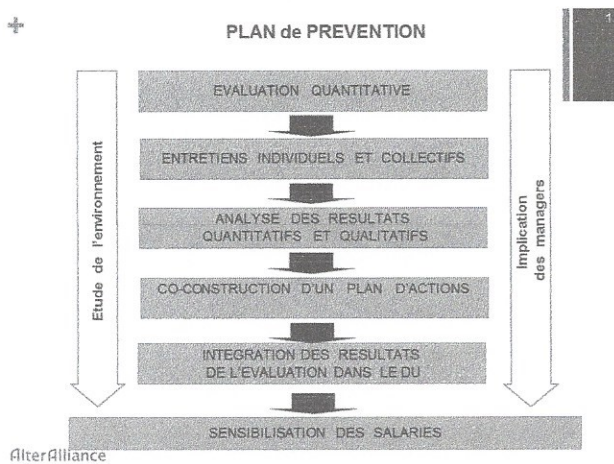 +
PLAN de PREVENTION
1
EVALUATION QUANTITATIVE
ENTRETIENS INDIVIDUELS ET COLLECTIFS
ANALYSE DES RESULTATS
QUANTITATIFS ET QUALITATIFS
CO-CONSTRUCTION D'UN PLAN D'ACTIONS
INTEGRATION DES RESULTATS
DE L'EVALUATION DANS LE DU
SENSIBILISATION DES SALARIES
Etude de l'environnement
Implication
des managers
AlterAlliance